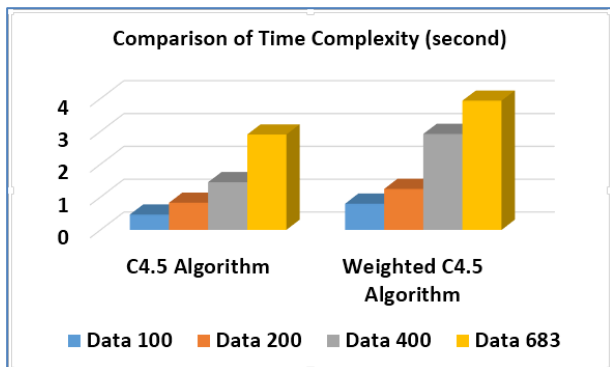 Comparison of Time Complexity (second)
4
3
2
1
0
C4.5 Algorithm
Weighted C4.5
Algorithm
Data 100
Data 200
Data 400
Data 683